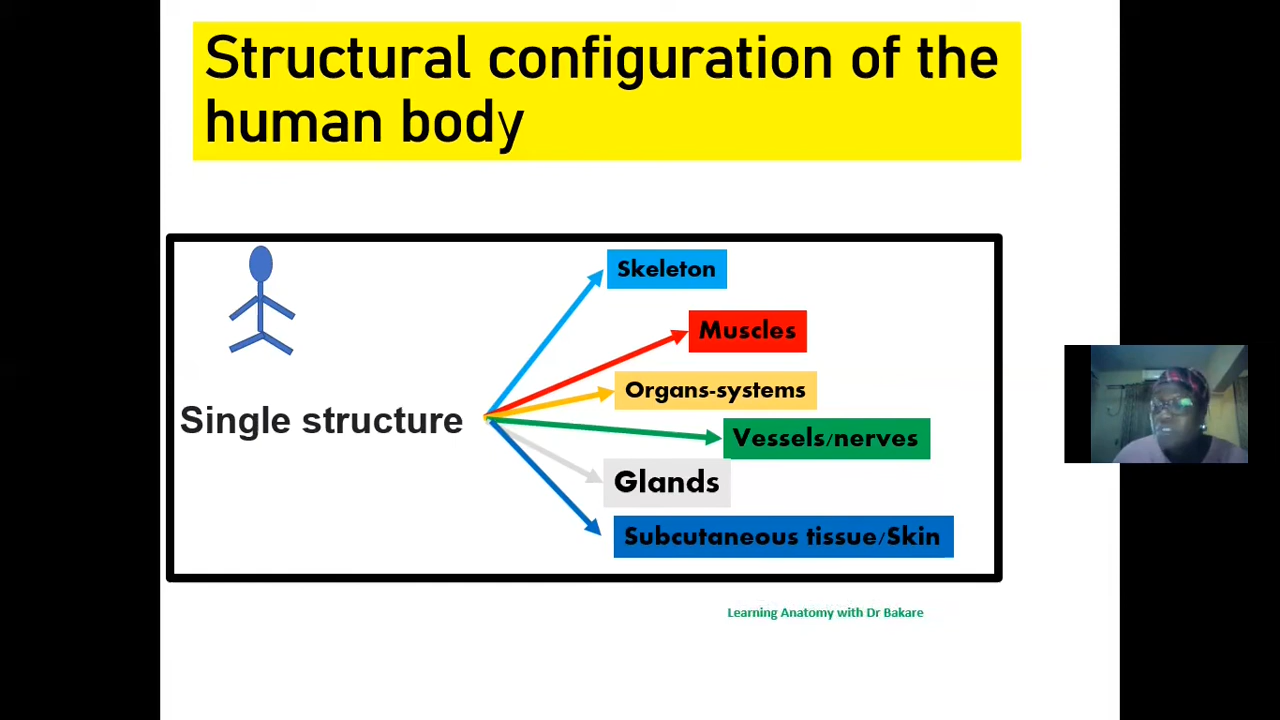 Structural configuration of the
human body
Skeleton
Muscles
Organs-systems
Single structure
Vessels/nerves
Glands
Subcutaneous tissue/Skin
Learning Anatomy with Dr Bakare